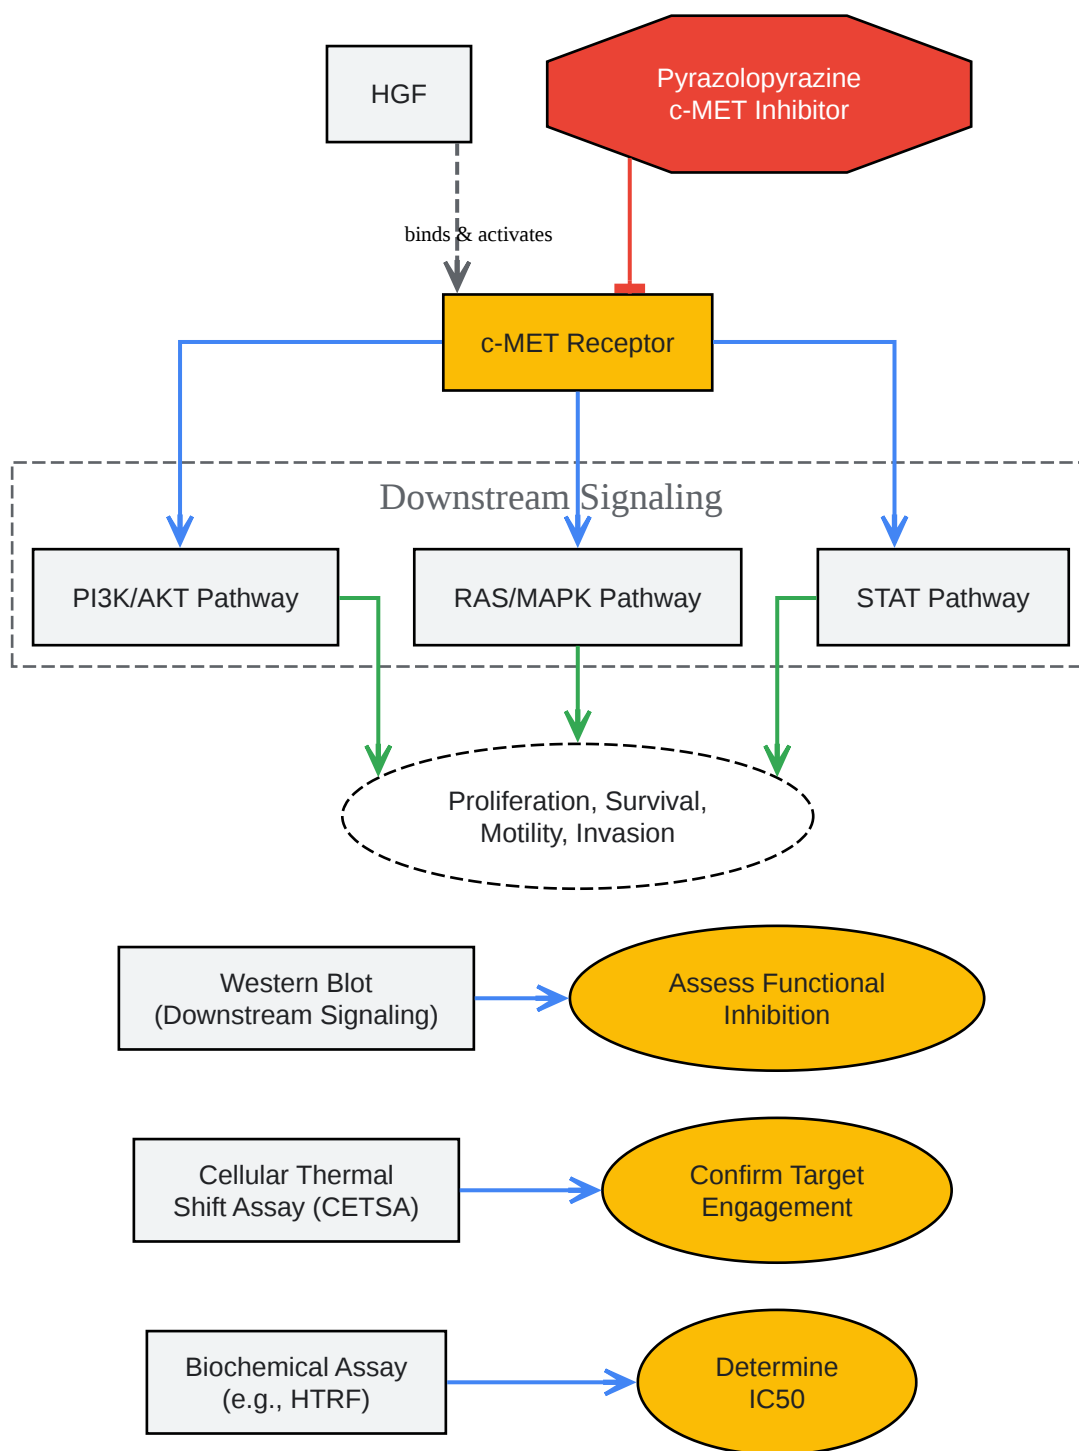 HGF
Pyrazolopyrazine
c-MET Inhibitor
binds & activates
c-MET Receptor
Downstream Signaling
PI3K/AKT Pathway
RAS/MAPK Pathway
STAT Pathway
Proliferation, Survival,
Motility, Invasion
Western Blot
(Downstream Signaling)
Assess Functional
Inhibition
Cellular Thermal
Shift Assay (CETSA)
Confirm Target
Engagement
Biochemical Assay
(e.g., HTRF)
Determine
IC50